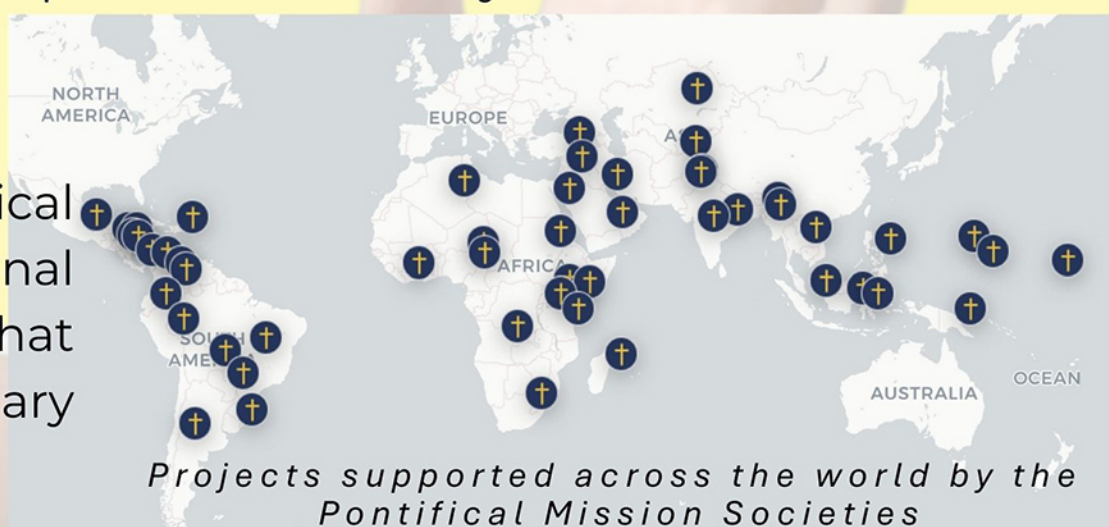 NORTH
AMERICA
EUROPE
ical
nal
AFRICA
hat
ary
AUSTRALIA
OCEAN
Projects supported across the world by the
Pontifical Mission Societies